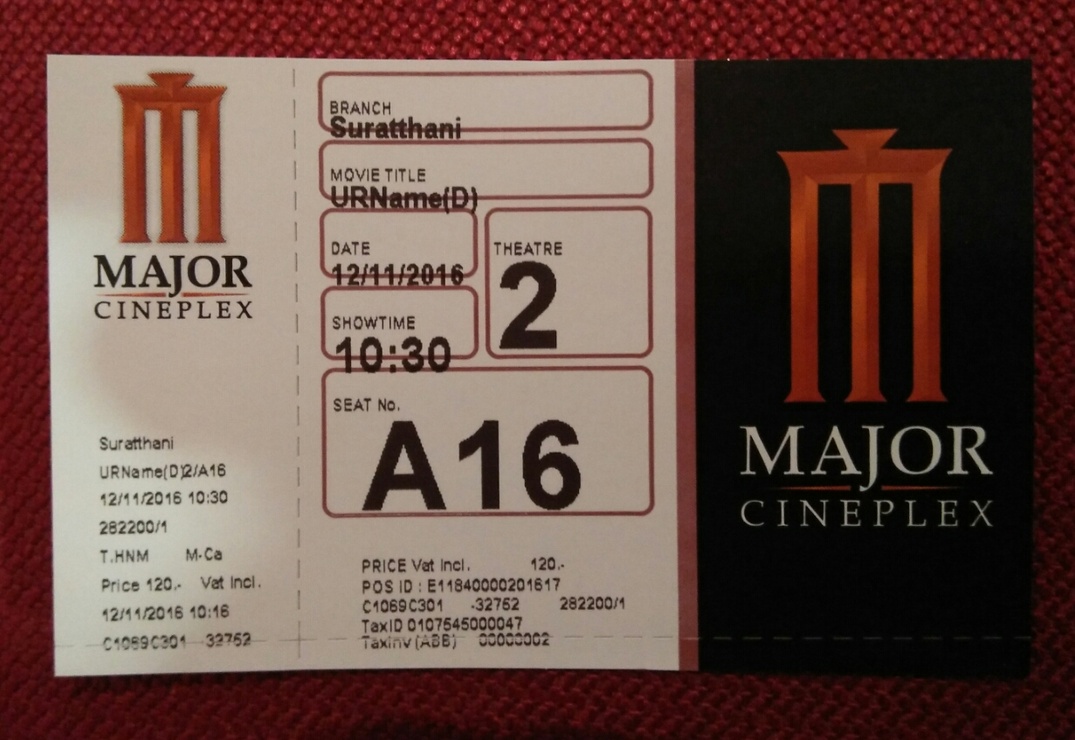 MAJOR
CINEPLEX
Suratthani
URName(D)2/A16
12/11/2016 10:30
282200/1
T.HNM M-Ca
Price 120.- Vat Incl.
12/11/2016 10:16
C1069C301 -32752
BRANCH
Suratthani
MOVIE TITLE
URName(D)
DATE
12/11/2016
THEATRE
2
SHOWTIME
10:30
SEAT No.
A16
PRICE Vat Incl. 120.-
POS ID : E11840000201617
C1069C301 -32752 282200/1
TaxID 0107545000047
TaxInv (ABB) 00000002
MAJOR
CINEPLEX